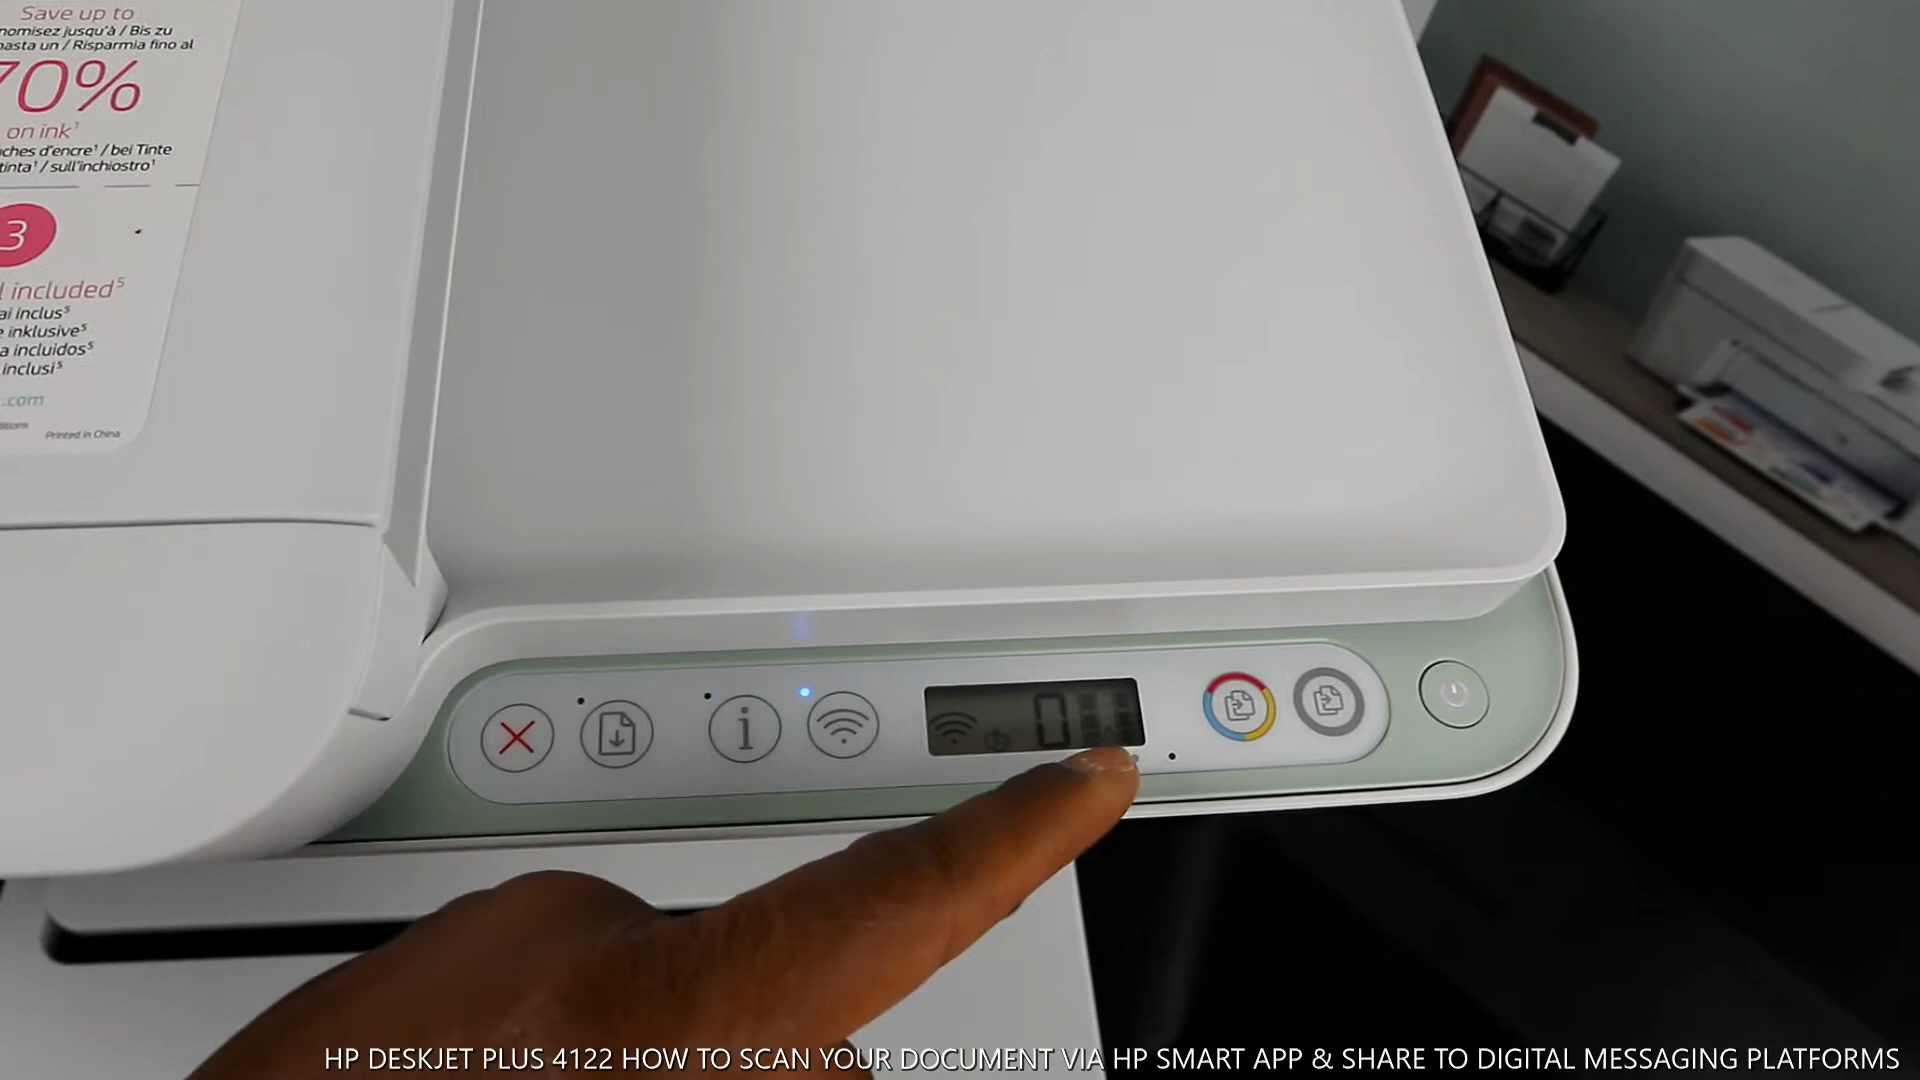 Save up to
nomisez jusqu'à / Bis zu
hasta un / Risparmia fino al
70%
on ink¹
ches d'encre¹ / bei Tinte
tinta¹ / sull'inchiostro¹
3
l included⁵
ai inclus⁵
e inklusive⁵
a incluidos⁵
inclusi⁵
.com
ditions
Printed in China
i
0
HP DESKJET PLUS 4122 HOW TO SCAN YOUR DOCUMENT VIA HP SMART APP & SHARE TO DIGITAL MESSAGING PLATFORMS